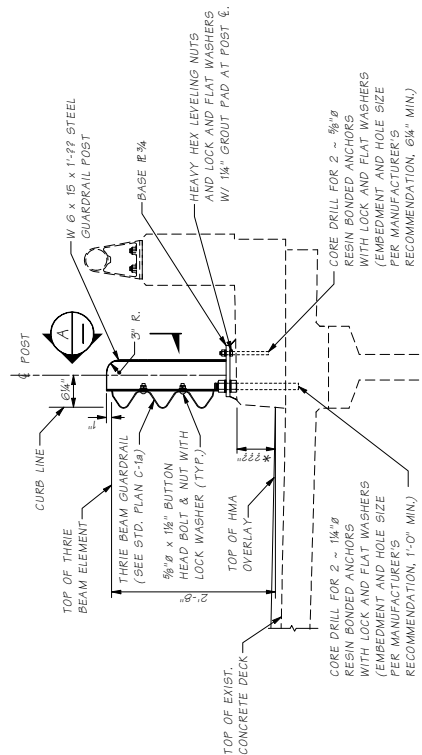 CURB LINE
TOP OF THRIE
BEAM ELEMENT
THRIE BEAM GUARDRAIL
(SEE STD. PLAN C-1a)
5/8"Ø x 1½" BUTTON
HEAD BOLT & NUT WITH
LOCK WASHER (TYP.)
TOP OF HMA
OVERLAY
TOP OF EXIST.
CONCRETE DECK
1"
6¼"
℄ POST
A
3" R.
2'-8"
*???"
W 6 x 15 x 1'-?? STEEL
GUARDRAIL POST
BASE ℙ ¾
HEAVY HEX LEVELING NUTS
AND LOCK AND FLAT WASHERS
W/ 1¼" GROUT PAD AT POST ℄.
CORE DRILL FOR 2 ~ 1¼"Ø
RESIN BONDED ANCHORS
WITH LOCK AND FLAT WASHERS
(EMBEDMENT AND HOLE SIZE
PER MANUFACTURER'S
RECOMMENDATION, 1'-0" MIN.)
CORE DRILL FOR 2 ~ 5/8"Ø
RESIN BONDED ANCHORS
WITH LOCK AND FLAT WASHERS
(EMBEDMENT AND HOLE SIZE
PER MANUFACTURER'S
RECOMMENDATION, 6¼" MIN.)